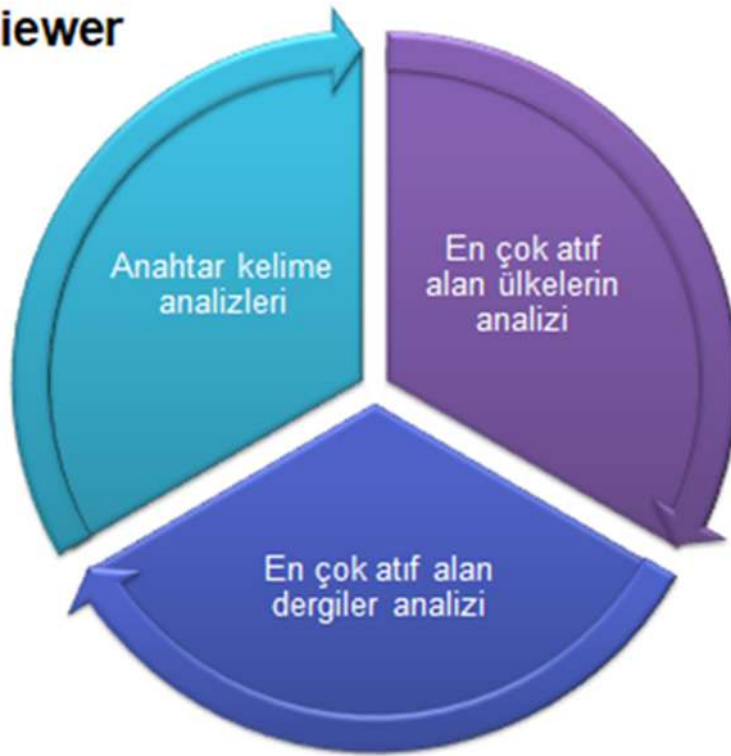 iewer
Anahtar kelime
analizleri
En çok atıf
alan ülkelerin
analizi
En çok atıf alan
dergiler analizi